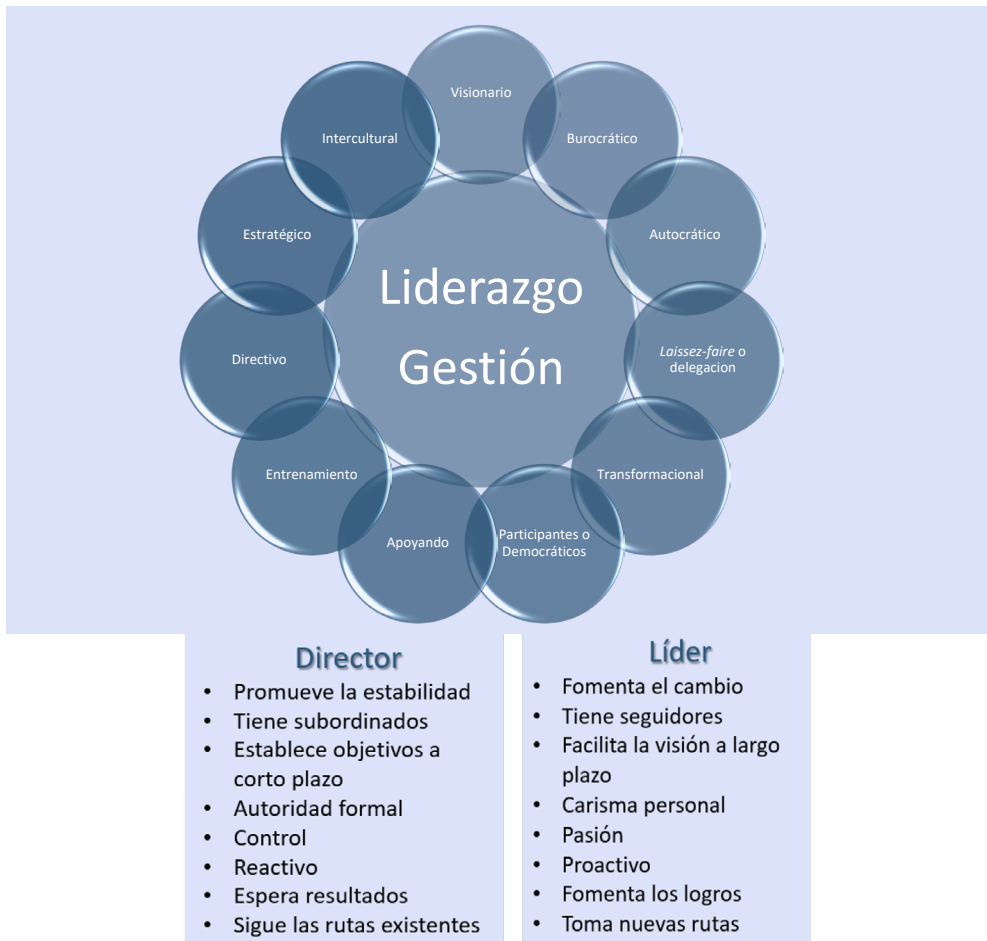 Liderazgo
Gestión
Visionario
Burocrático
Autocrático
Laissez-faire o
delegacion
Transformacional
Participantes o
Democráticos
Apoyando
Entrenamiento
Directivo
Estratégico
Intercultural
Director
• Promueve la estabilidad
• Tiene subordinados
• Establece objetivos a
corto plazo
• Autoridad formal
• Control
• Reactivo
• Espera resultados
• Sigue las rutas existentes
Líder
• Fomenta el cambio
• Tiene seguidores
• Facilita la visión a largo
plazo
• Carisma personal
• Pasión
• Proactivo
• Fomenta los logros
• Toma nuevas rutas